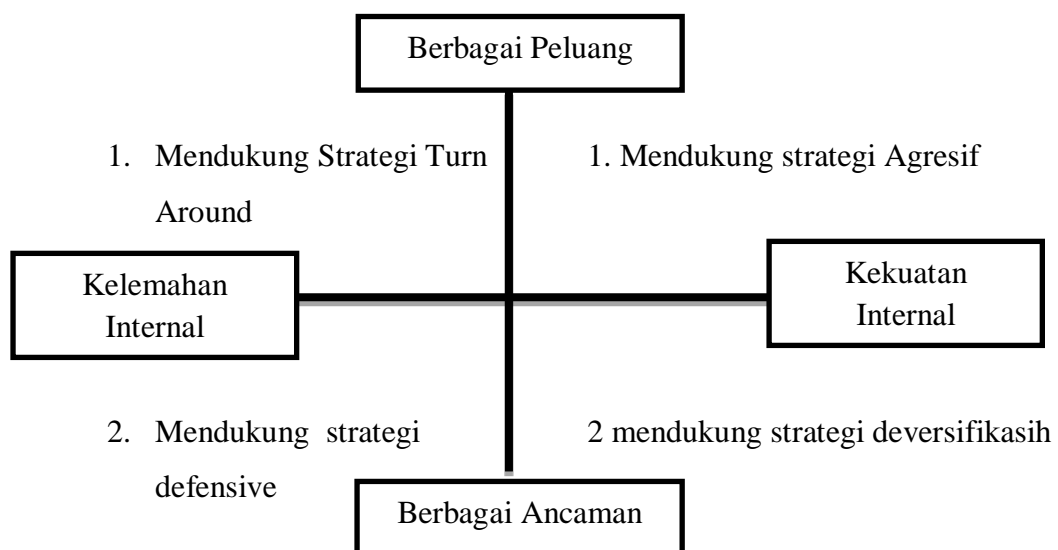 Berbagai Peluang
1. Mendukung Strategi Turn
Around
1. Mendukung strategi Agresif
Kelemahan
Internal
Kekuatan
Internal
2. Mendukung strategi
defensive
2 mendukung strategi deversifikasih
Berbagai Ancaman